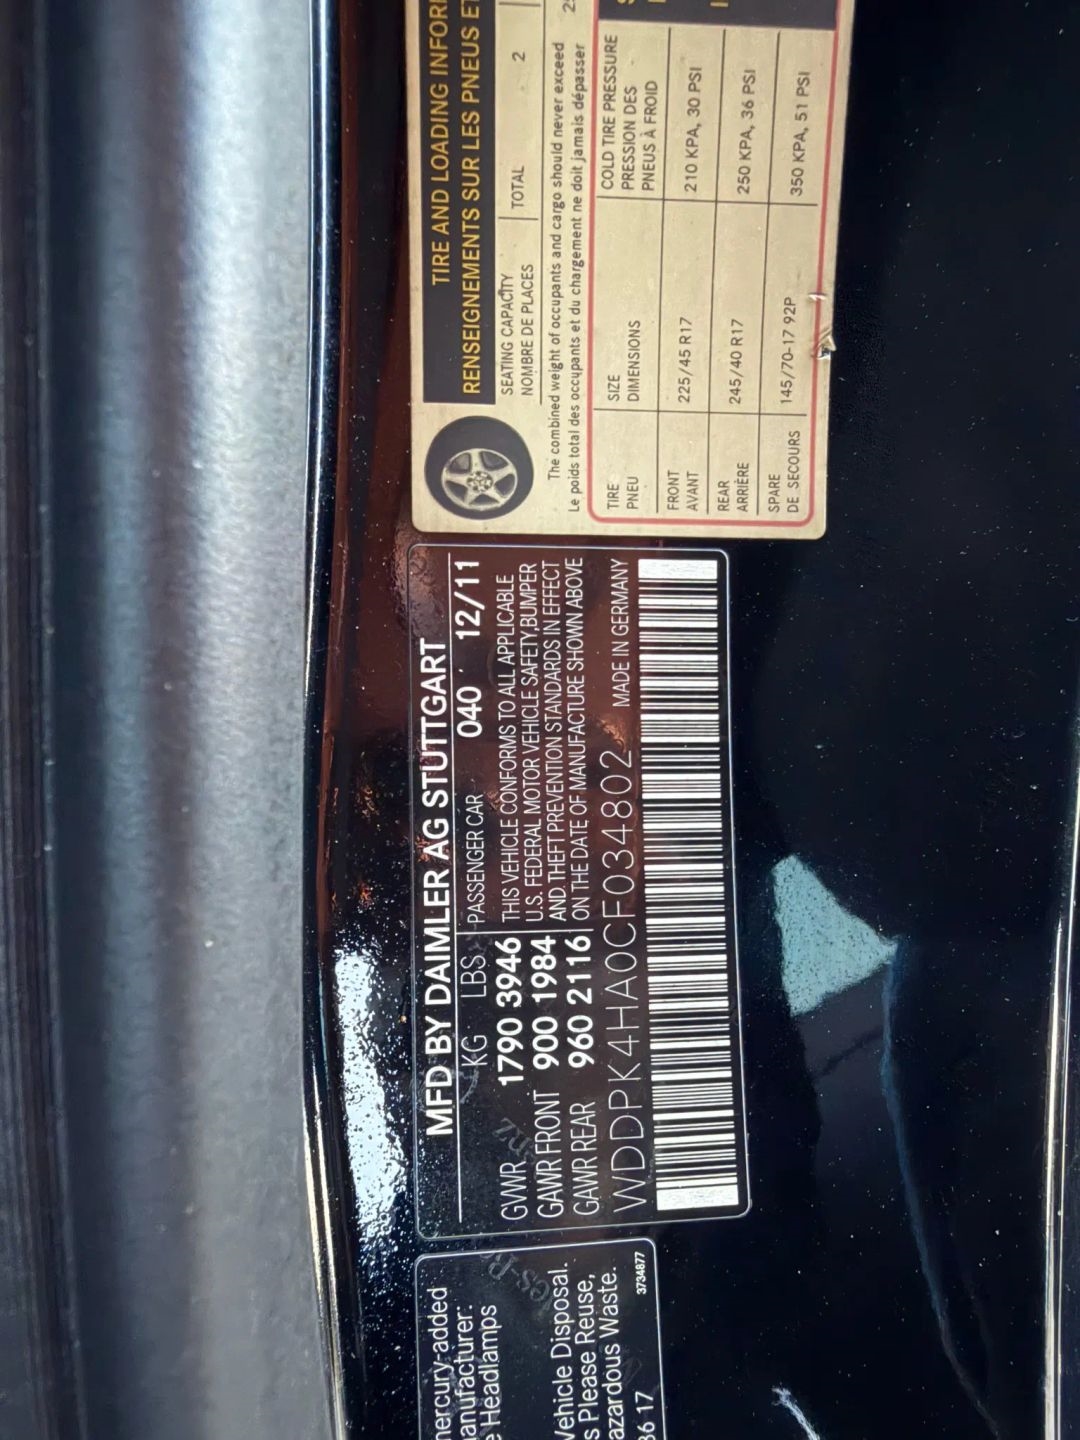 TIRE AND LOADING INFOR
RENSEIGNEMENTS SUR LES PNEUS ET
SEATING CAPACITY
NOMBRE DE PLACES
TOTAL 2
The combined weight of occupants and cargo should never exceed
Le poids total des occupants et du chargement ne doit jamais dépasser
TIRE
PNEU
SIZE
DIMENSIONS
COLD TIRE PRESSURE
PRESSION DES
PNEUS À FROID
FRONT
AVANT
225/45 R17
210 KPA, 30 PSI
REAR
ARRIÈRE
245/40 R17
250 KPA, 36 PSI
SPARE
DE SECOURS
145/70-17 92P
350 KPA, 51 PSI
MFD BY DAIMLER AG STUTTGART
KG LBS PASSENGER CAR 040 12/11
GVWR 1790 3946
GAWR FRONT 900 1984
GAWR REAR 960 2116
THIS VEHICLE CONFORMS TO ALL APPLICABLE
U.S. FEDERAL MOTOR VEHICLE SAFETY,BUMPER
AND THEFT PREVENTION STANDARDS IN EFFECT
ON THE DATE OF MANUFACTURE SHOWN ABOVE
WDDPK4HA0CF034802 MADE IN GERMANY
mercury-added
anufacturer:
e Headlamps
Vehicle Disposal.
s Please Reuse,
azardous Waste.
36 17 3734877